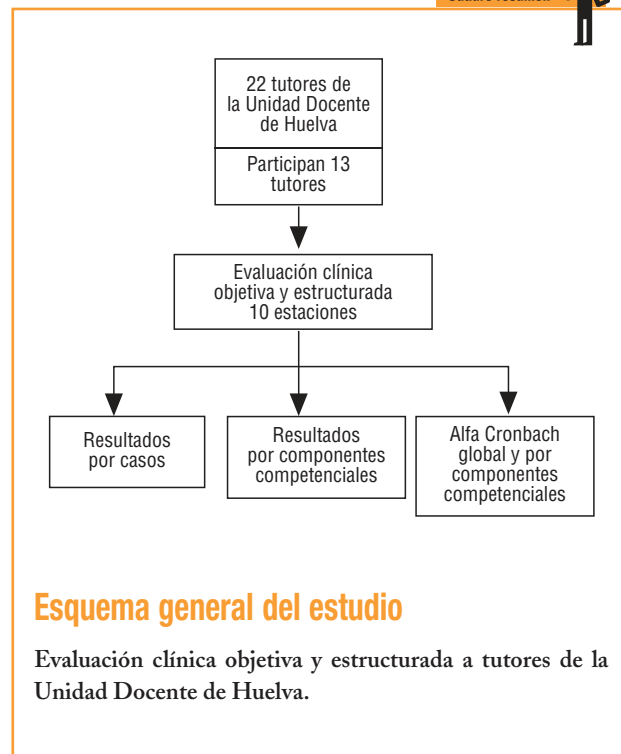 22 tutores de
la Unidad Docente
de Huelva
Participan 13
tutores
Evaluación clínica
objetiva y estructurada
10 estaciones
Resultados
por casos
Resultados
por componentes
competenciales
Alfa Cronbach
global y por
componentes
competenciales
Esquema general del estudio
Evaluación clínica objetiva y estructurada a tutores de la
Unidad Docente de Huelva.